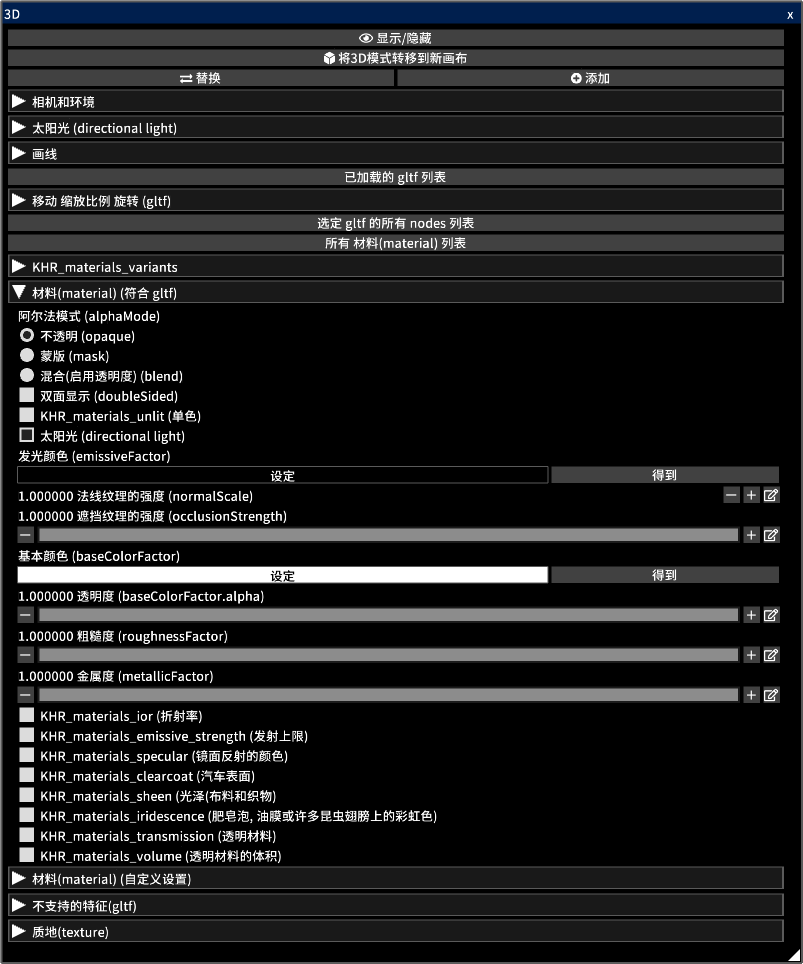 3D x
显示/隐藏
将3D模式转移到新画布
替换 添加
相机和环境
太阳光 (directional light)
画线
已加载的 gltf 列表
移动 缩放比例 旋转 (gltf)
选定 gltf 的所有 nodes 列表
所有 材料(material) 列表
KHR_materials_variants
材料(material) (符合 gltf)
阿尔法模式 (alphaMode)
不透明 (opaque)
蒙版 (mask)
混合(启用透明度) (blend)
双面显示 (doubleSided)
KHR_materials_unlit (单色)
太阳光 (directional light)
发光颜色 (emissiveFactor)
设定 得到
1.000000 法线纹理的强度 (normalScale)
1.000000 遮挡纹理的强度 (occlusionStrength)
基本颜色 (baseColorFactor)
设定 得到
1.000000 透明度 (baseColorFactor.alpha)
1.000000 粗糙度 (roughnessFactor)
1.000000 金属度 (metallicFactor)
KHR_materials_ior (折射率)
KHR_materials_emissive_strength (发射上限)
KHR_materials_specular (镜面反射的颜色)
KHR_materials_clearcoat (汽车表面)
KHR_materials_sheen (光泽(布料和织物)
KHR_materials_iridescence (肥皂泡, 油膜或许多昆虫翅膀上的彩虹色)
KHR_materials_transmission (透明材料)
KHR_materials_volume (透明材料的体积)
材料(material) (自定义设置)
不支持的特征(gltf)
质地(texture)